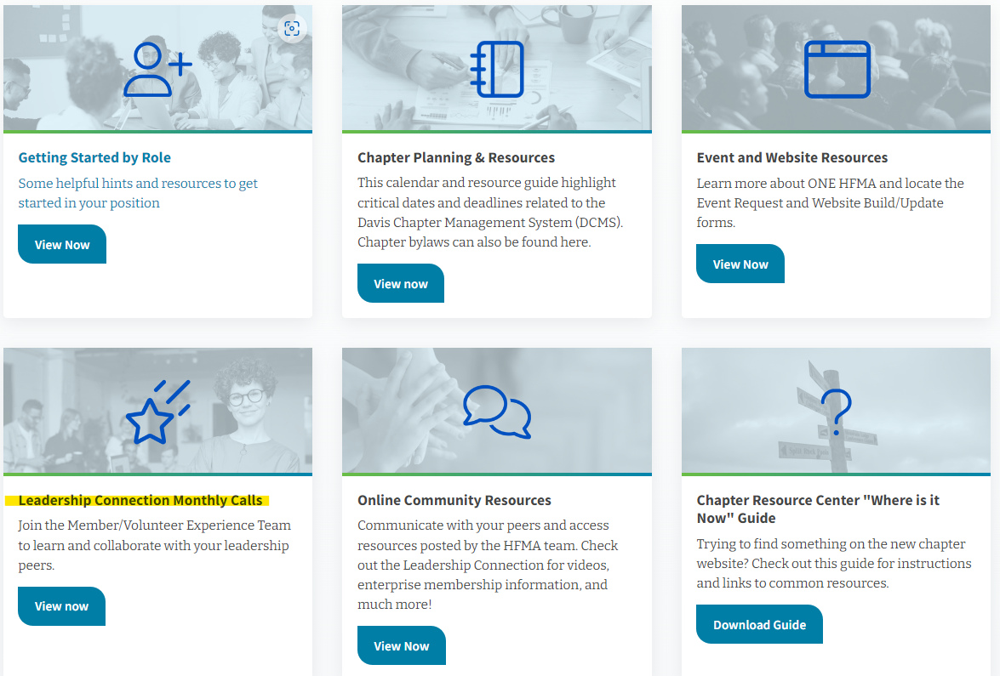 Getting Started by Role
Some helpful hints and resources to get
started in your position
View Now
Chapter Planning & Resources
This calendar and resource guide highlight
critical dates and deadlines related to the
Davis Chapter Management System (DCMS).
Chapter bylaws can also be found here.
View now
Event and Website Resources
Learn more about ONE HFMA and locate the
Event Request and Website Build/Update
forms.
View Now
Leadership Connection Monthly Calls
Join the Member/Volunteer Experience Team
to learn and collaborate with your leadership
peers.
View now
Online Community Resources
Communicate with your peers and access
resources posted by the HFMA team. Check
out the Leadership Connection for videos,
enterprise membership information, and
much more!
View Now
Chapter Resource Center "Where is it
Now" Guide
Trying to find something on the new chapter
website? Check out this guide for instructions
and links to common resources.
Download Guide